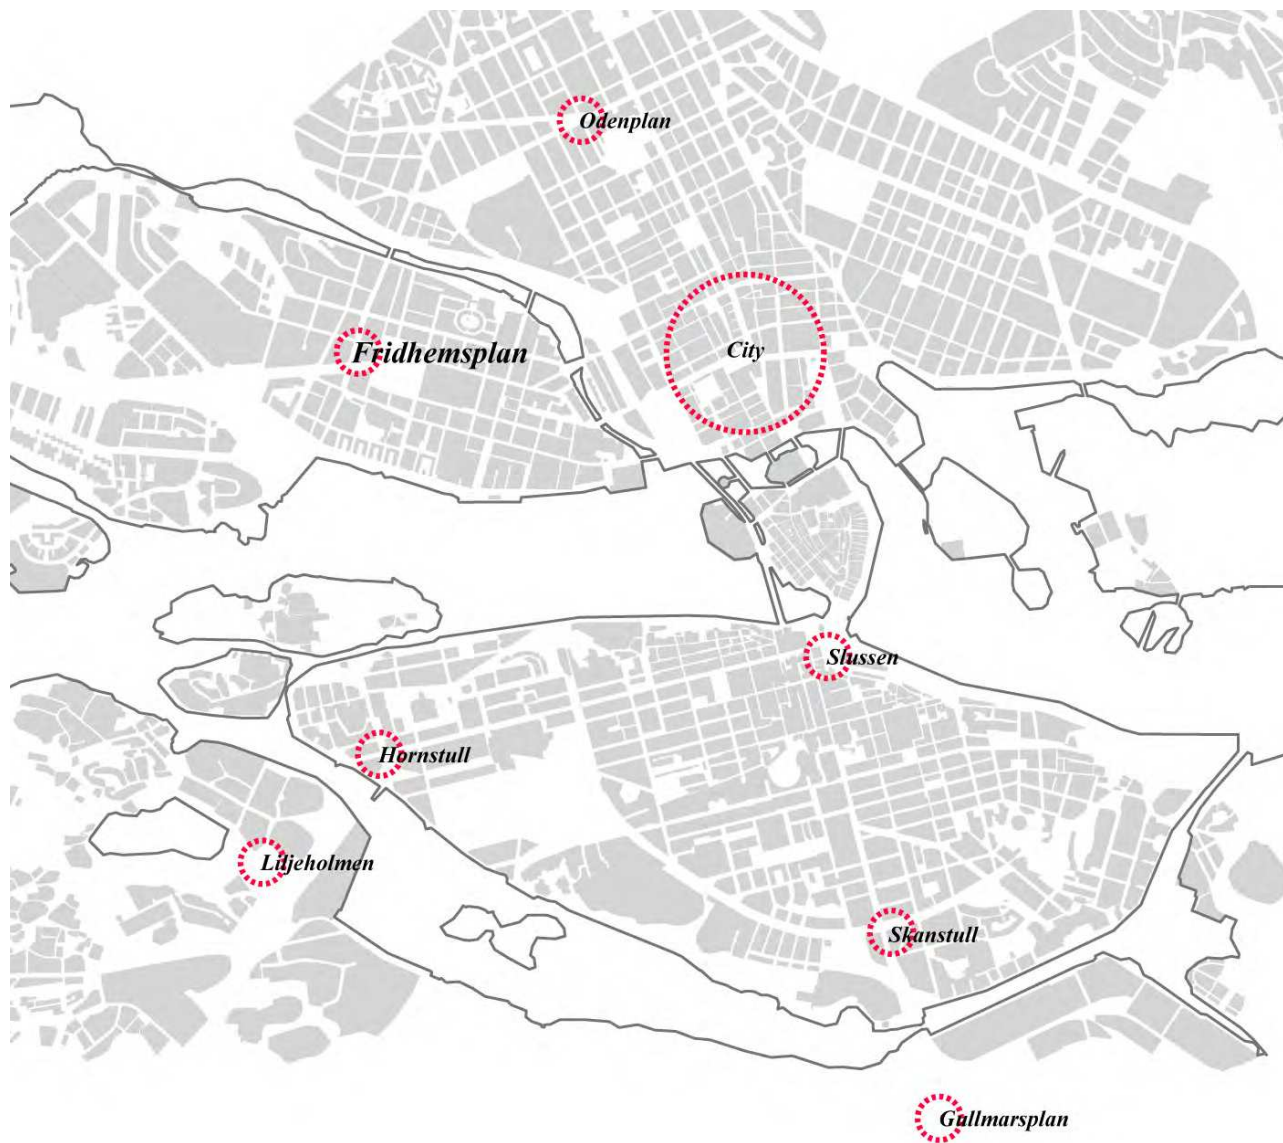 Odenplan
City
Fridhemsplan
Slussen
Hornstull
Liljeholmen
Skanstull
Gullmarsplan